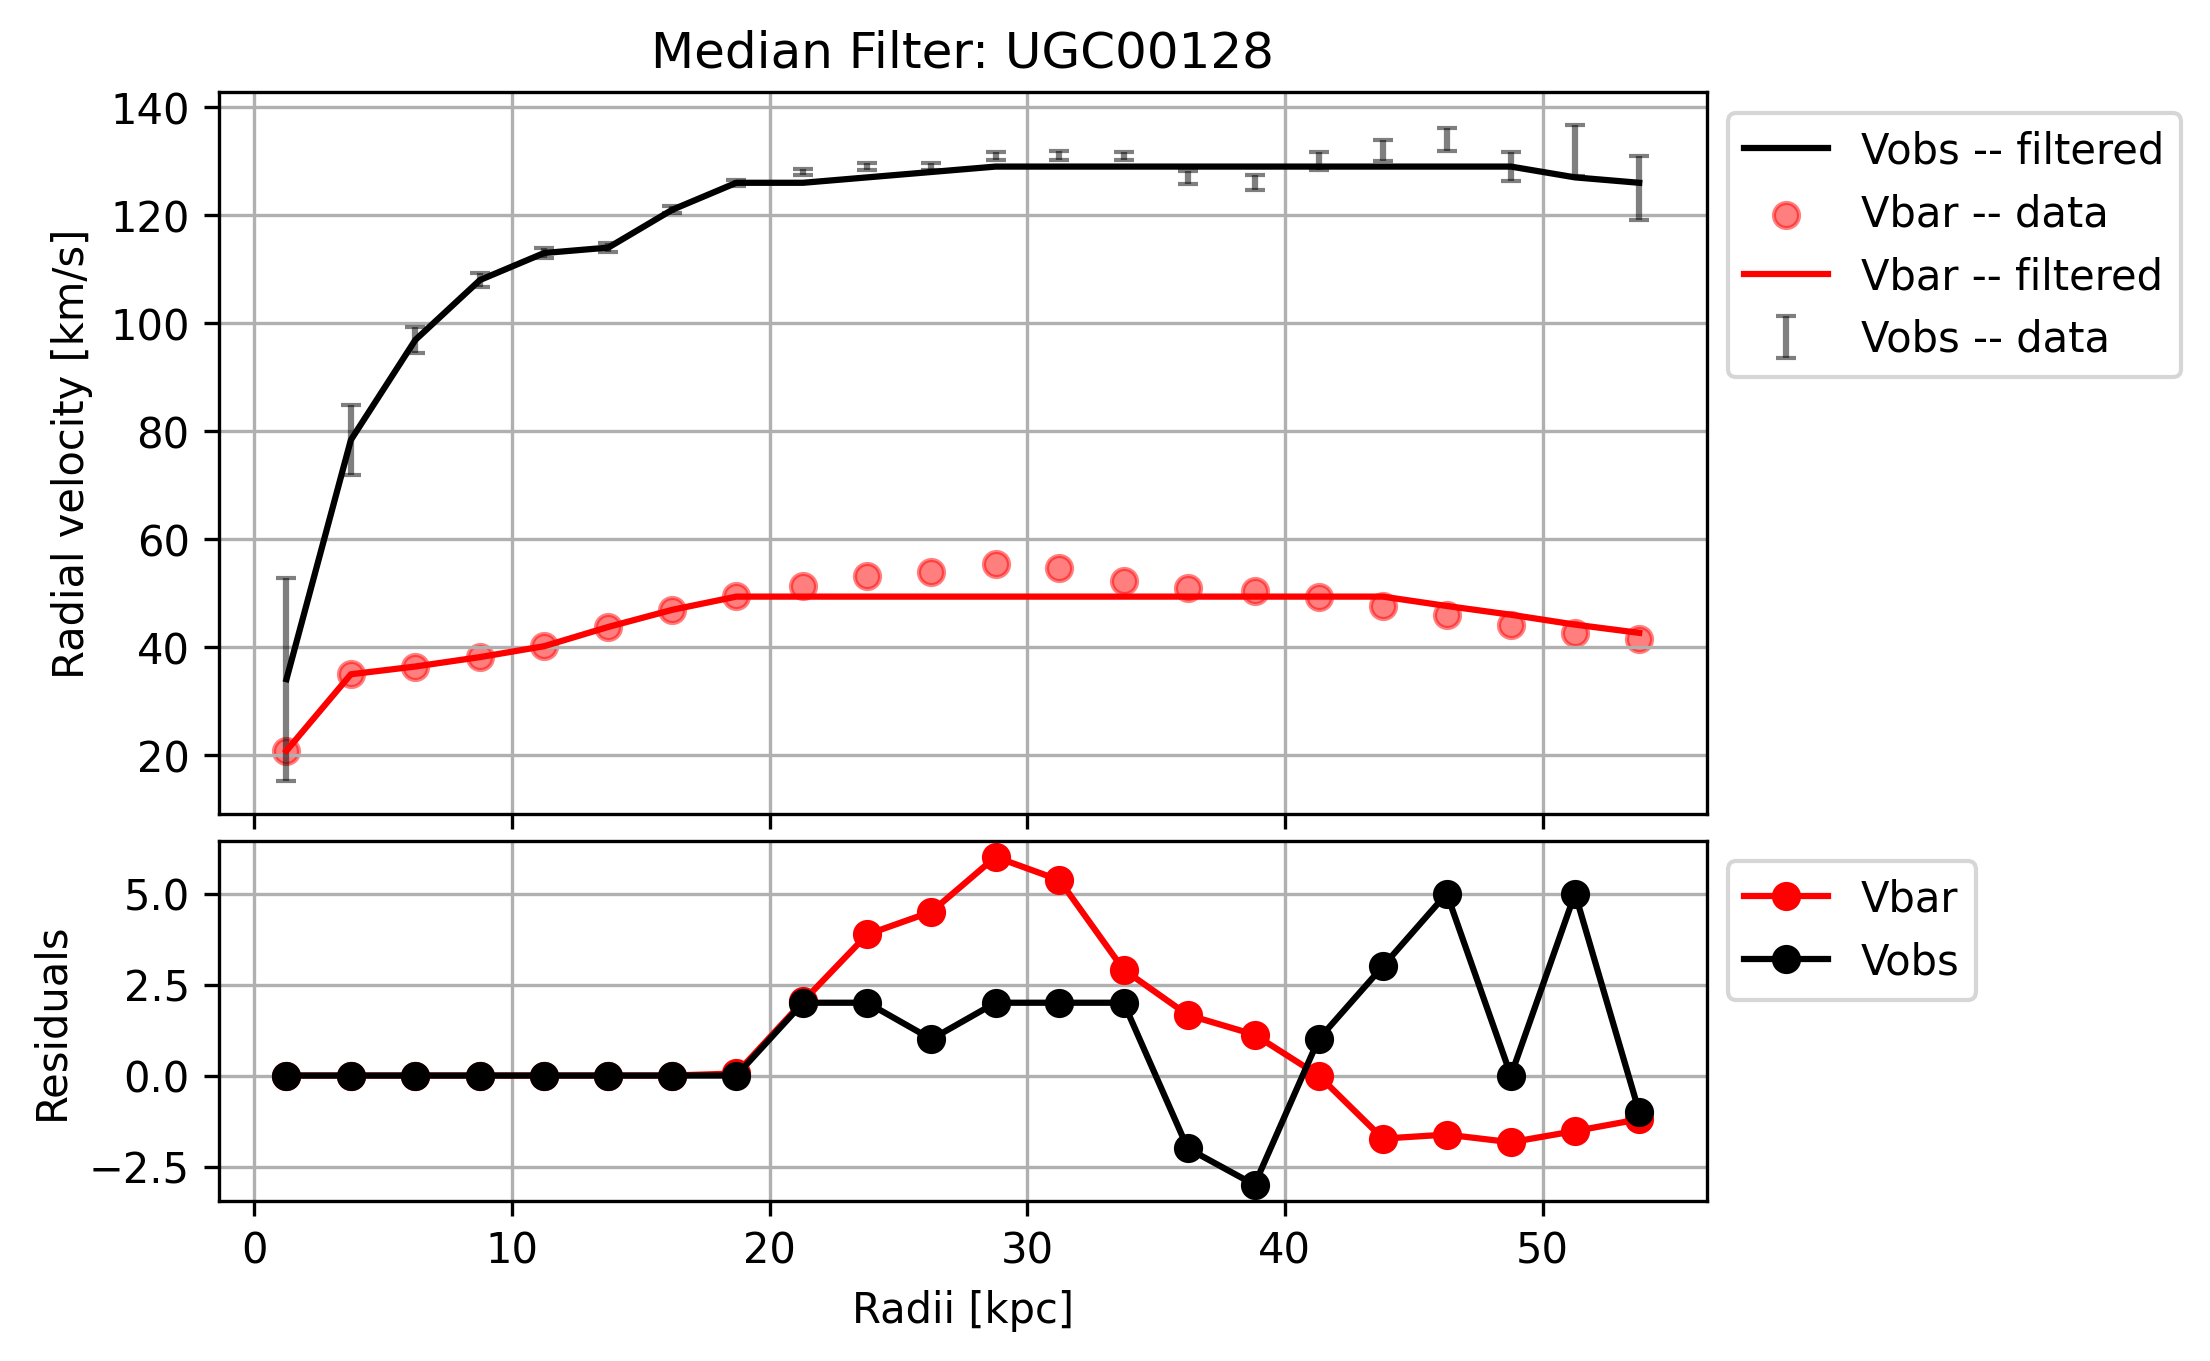 Median Filter: UGC00128
140
120
100
80
60
40
20
Radial velocity [km/s]
Vobs -- filtered
Vbar -- data
Vbar -- filtered
Vobs -- data
5.0
2.5
0.0
−2.5
Residuals
Vbar
Vobs
0 10 20 30 40 50
Radii [kpc]